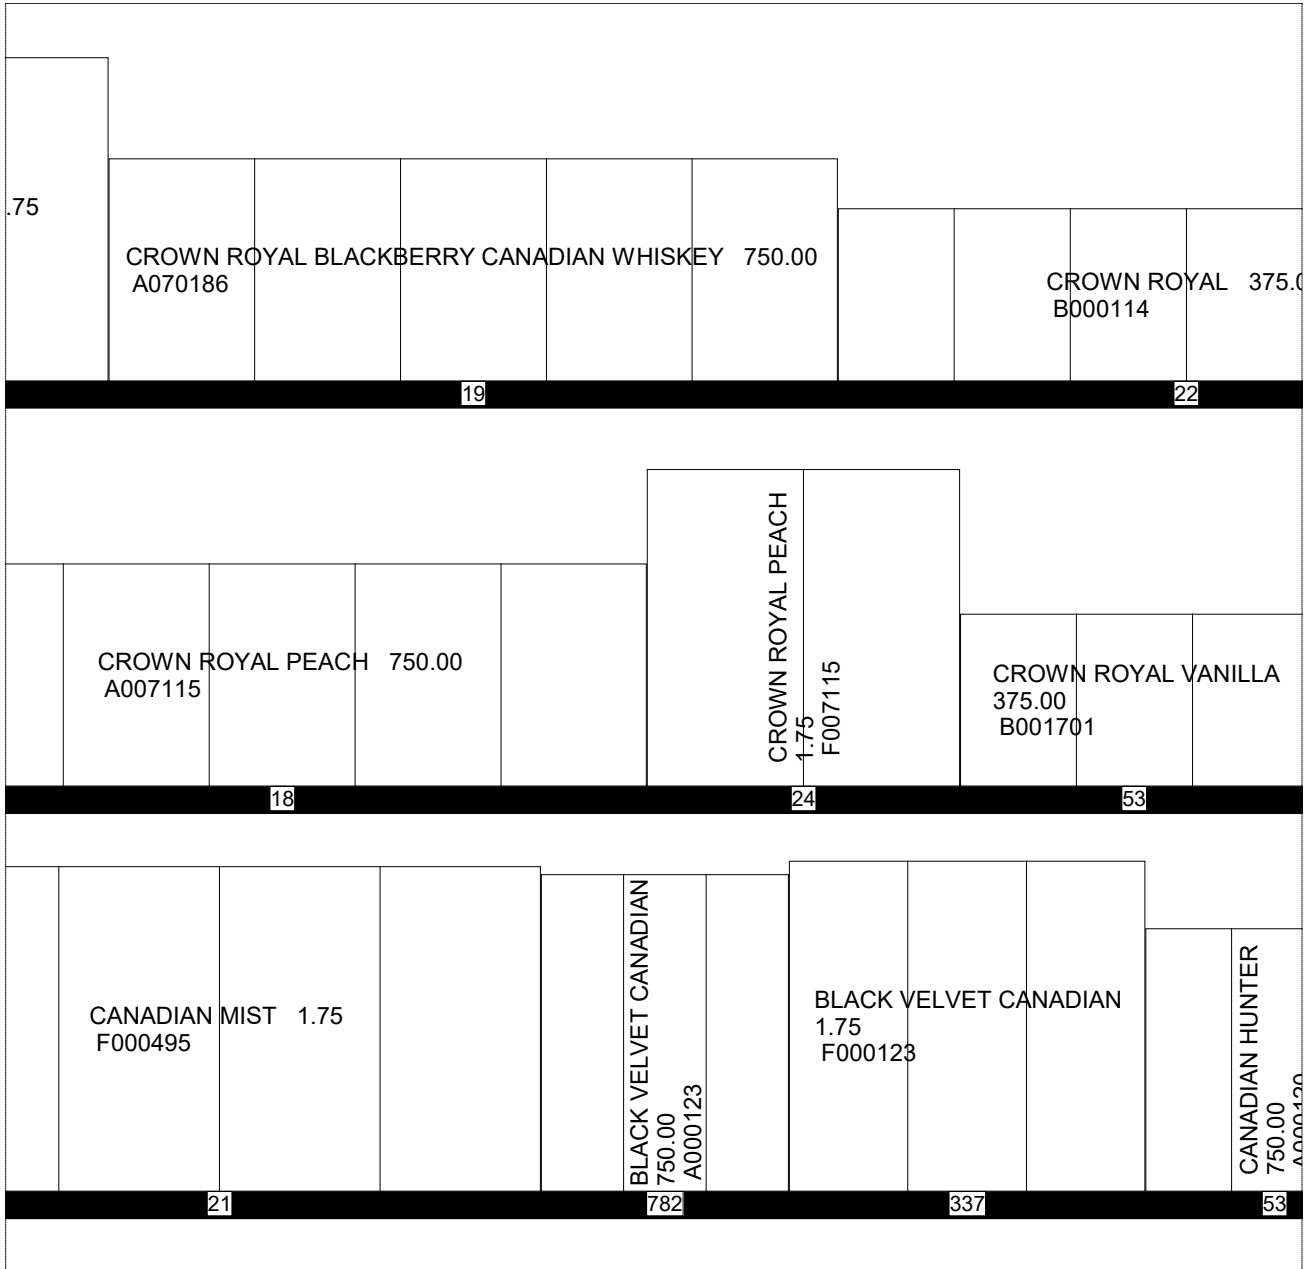 .75
CROWN ROYAL BLACKBERRY CANADIAN WHISKEY 750.00
A070186
CROWN ROYAL 375.0
B000114
19
22
CROWN ROYAL PEACH 750.00
A007115
CROWN ROYAL PEACH
1.75
F007115
CROWN ROYAL VANILLA
375.00
B001701
18
24
53
CANADIAN MIST 1.75
F000495
BLACK VELVET CANADIAN
750.00
A000123
BLACK VELVET CANADIAN
1.75
F000123
CANADIAN HUNTER
750.00
21
782
337
53